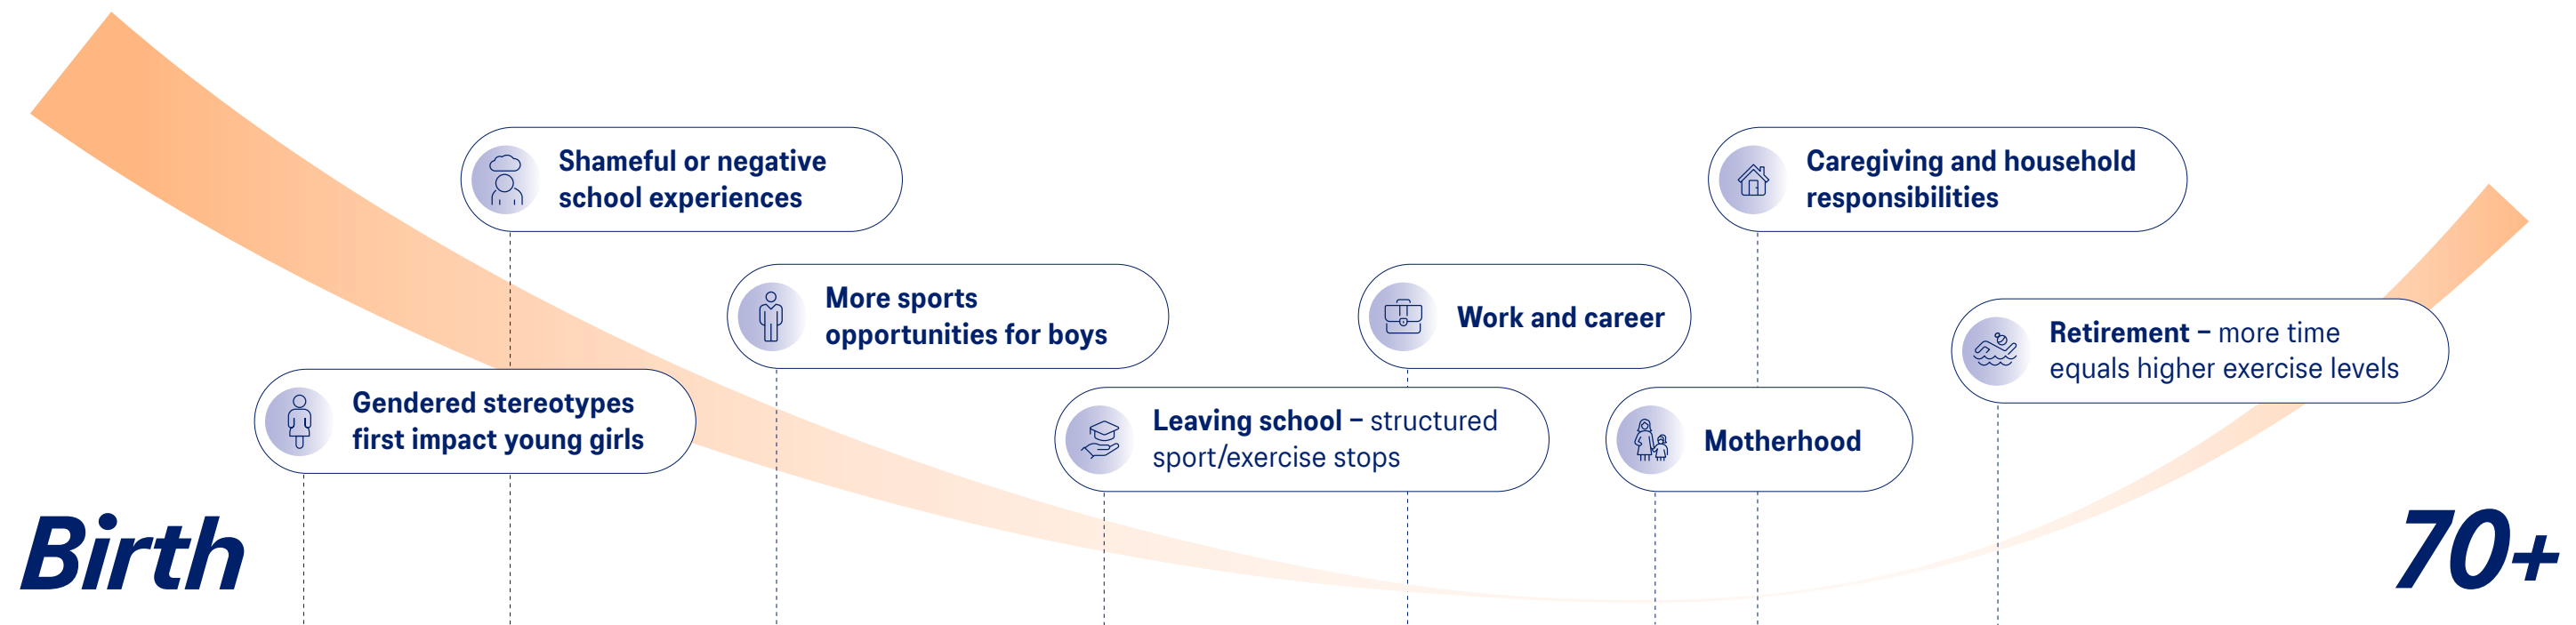 Shameful or negative
school experiences
Caregiving and household
responsibilities
More sports
opportunities for boys
Work and career
Retirement – more time
equals higher exercise levels
Gendered stereotypes
first impact young girls
Leaving school – structured
sport/exercise stops
Motherhood
Birth
70+